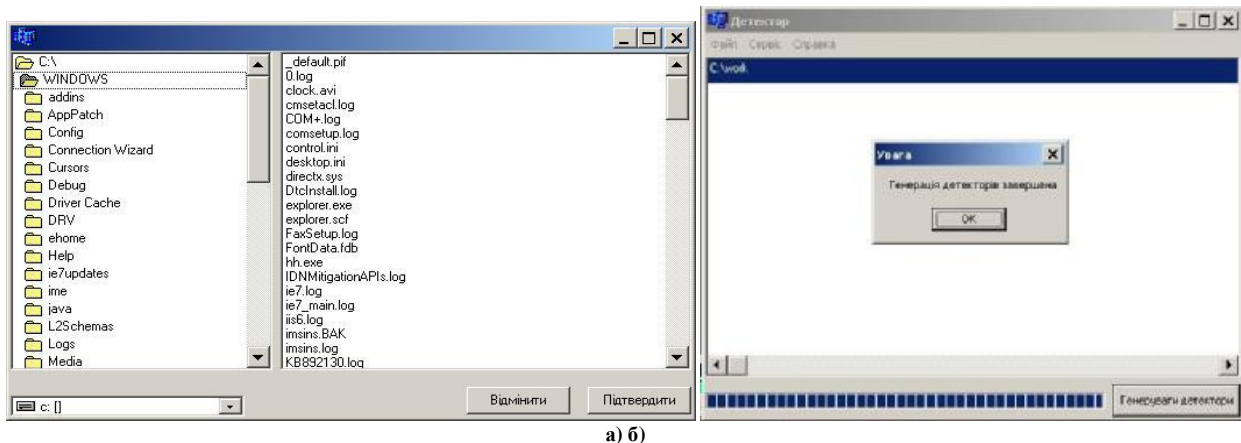 C:\
WINDOWS
addins
AppPatch
Config
Connection Wizard
Cursors
Debug
Driver Cache
DRV
ehome
Help
ie7updates
ime
java
L2Schemas
Logs
Media
_default.pif
0.log
clock.avi
cmsetacl.log
COM+.log
comsetup.log
control.ini
desktop.ini
directx.sys
DtcInstall.log
explorer.exe
explorer.scf
FaxSetup.log
FontData.fdb
hh.exe
IDNMitigationAPIs.log
ie7.log
ie7_main.log
iis6.log
imsins.BAK
imsins.log
KB892130.log
c: []
Відмінити
Підтвердити
Детектар
Файл Сервіс Справка
C:\work
Увага
Генерація детекторів завершена
OK
Генерувати детектори
а) б)